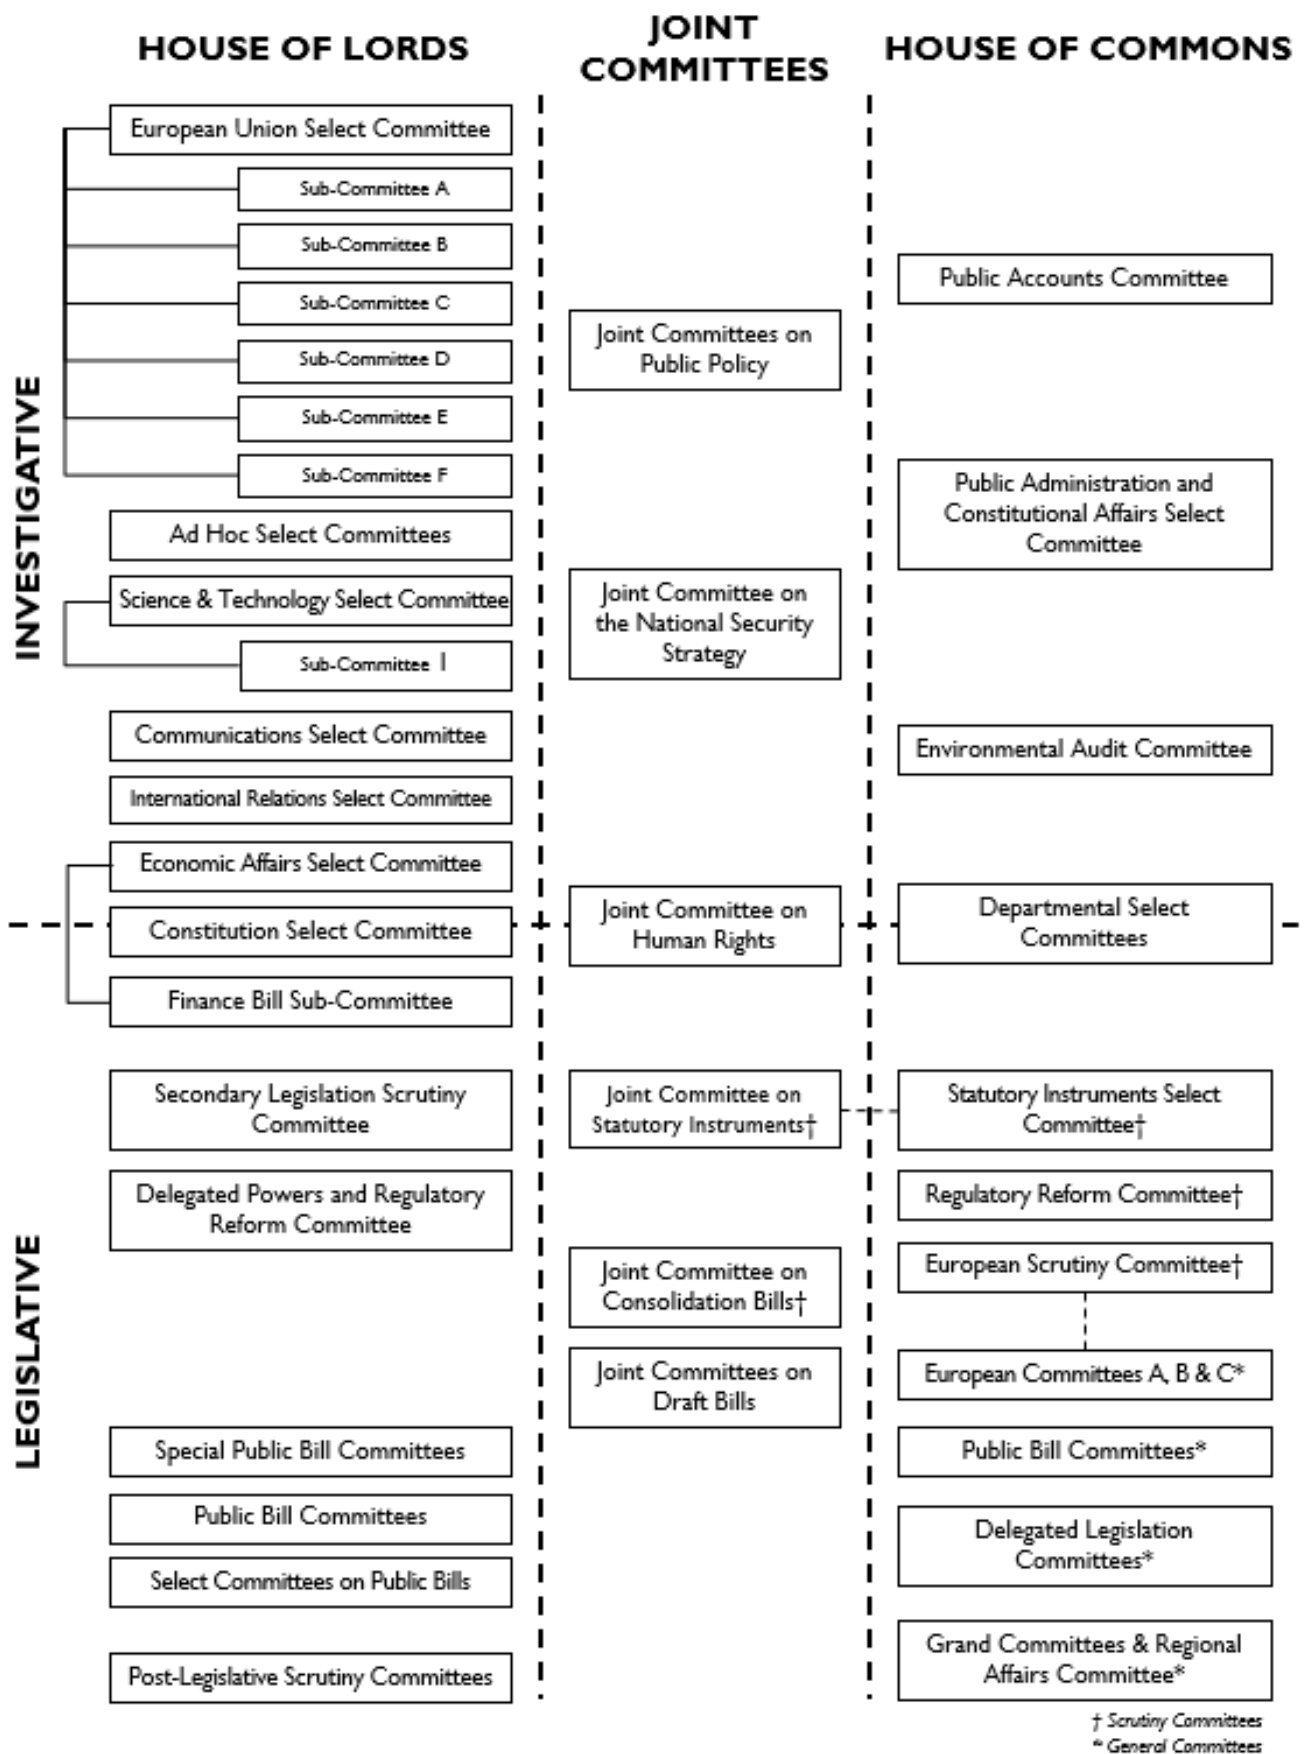 HOUSE OF LORDS
JOINT
COMMITTEES
HOUSE OF COMMONS
INVESTIGATIVE
LEGISLATIVE
European Union Select Committee
Sub-Committee A
Sub-Committee B
Sub-Committee C
Sub-Committee D
Sub-Committee E
Sub-Committee F
Ad Hoc Select Committees
Science & Technology Select Committee
Sub-Committee I
Communications Select Committee
International Relations Select Committee
Economic Affairs Select Committee
Constitution Select Committee
Finance Bill Sub-Committee
Secondary Legislation Scrutiny
Committee
Delegated Powers and Regulatory
Reform Committee
Special Public Bill Committees
Public Bill Committees
Select Committees on Public Bills
Post-Legislative Scrutiny Committees
Joint Committees on
Public Policy
Joint Committee on
the National Security
Strategy
Joint Committee on
Human Rights
Joint Committee on
Statutory Instruments†
Joint Committee on
Consolidation Bills†
Joint Committees on
Draft Bills
Public Accounts Committee
Public Administration and
Constitutional Affairs Select
Committee
Environmental Audit Committee
Departmental Select
Committees
Statutory Instruments Select
Committee†
Regulatory Reform Committee†
European Scrutiny Committee†
European Committees A, B & C*
Public Bill Committees*
Delegated Legislation
Committees*
Grand Committees & Regional
Affairs Committee*
† Scrutiny Committees
* General Committees